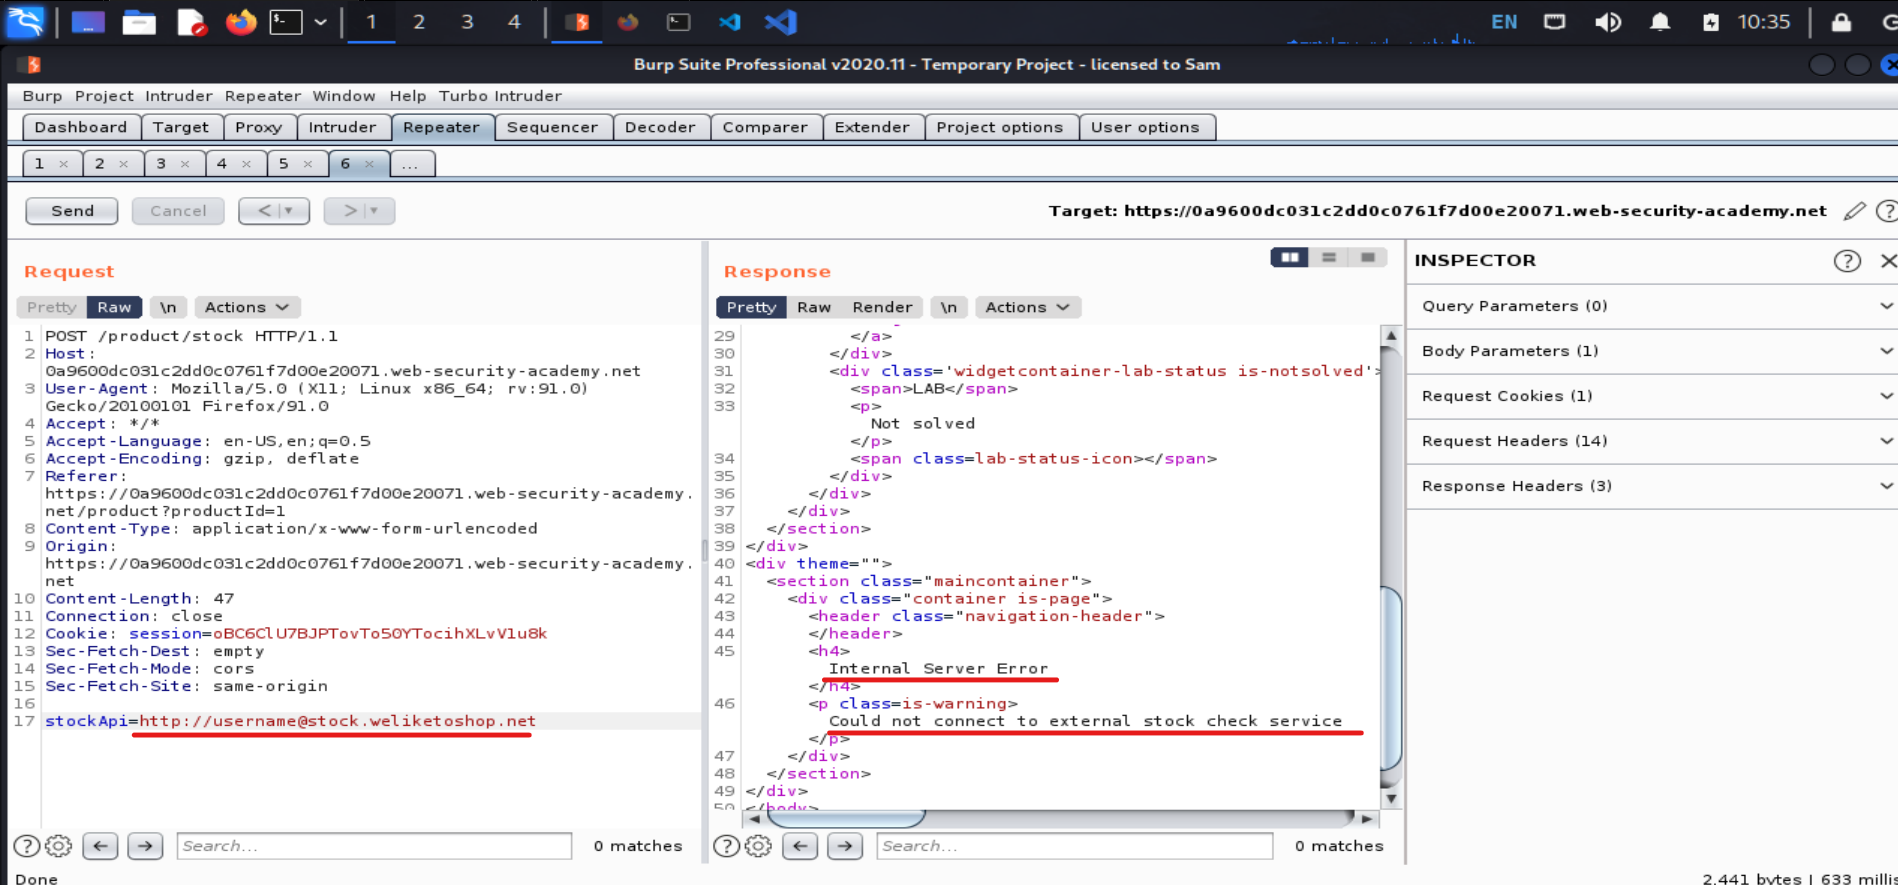 1 2 3 4 EN 10:35
Burp Suite Professional v2020.11 - Temporary Project - licensed to Sam
Burp Project Intruder Repeater Window Help Turbo Intruder
Dashboard Target Proxy Intruder Repeater Sequencer Decoder Comparer Extender Project options User options
1 × 2 × 3 × 4 × 5 × 6 × ...
Send Cancel < > Target: https://0a9600dc031c2dd0c0761f7d00e20071.web-security-academy.net
Request
Pretty Raw \n Actions
1 POST /product/stock HTTP/1.1
2 Host:
0a9600dc031c2dd0c0761f7d00e20071.web-security-academy.net
3 User-Agent: Mozilla/5.0 (X11; Linux x86_64; rv:91.0)
Gecko/20100101 Firefox/91.0
4 Accept: */*
5 Accept-Language: en-US,en;q=0.5
6 Accept-Encoding: gzip, deflate
7 Referer:
https://0a9600dc031c2dd0c0761f7d00e20071.web-security-academy.
net/product?productId=1
8 Content-Type: application/x-www-form-urlencoded
9 Origin:
https://0a9600dc031c2dd0c0761f7d00e20071.web-security-academy.
net
10 Content-Length: 47
11 Connection: close
12 Cookie: session=oBC6ClU7BJPTovTo50YTocihXLvV1u8k
13 Sec-Fetch-Dest: empty
14 Sec-Fetch-Mode: cors
15 Sec-Fetch-Site: same-origin
16
17 stockApi=http://username@stock.weliketoshop.net
Search... 0 matches
Response
Pretty Raw Render \n Actions
29 </a>
30 </div>
31 <div class='widgetcontainer-lab-status is-notsolved'>
32 <span>LAB</span>
33 <p>
Not solved
</p>
34 <span class=lab-status-icon></span>
35 </div>
36 </div>
37 </div>
38 </section>
39 </div>
40 <div theme="">
41 <section class="maincontainer">
42 <div class="container is-page">
43 <header class="navigation-header">
44 </header>
45 <h4>
Internal Server Error
</h4>
46 <p class=is-warning>
Could not connect to external stock check service
</p>
47 </div>
48 </section>
49 </div>
50 </body>
Search... 0 matches
INSPECTOR
Query Parameters (0)
Body Parameters (1)
Request Cookies (1)
Request Headers (14)
Response Headers (3)
Done
2,441 bytes | 633 millis